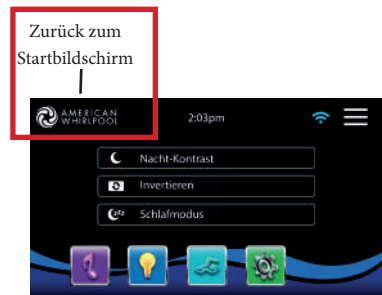 Zurück zum
Startbildschirm
AMERICAN
WHIRLPOOL
2:03pm
Nacht-Kontrast
Invertieren
Schlafmodus